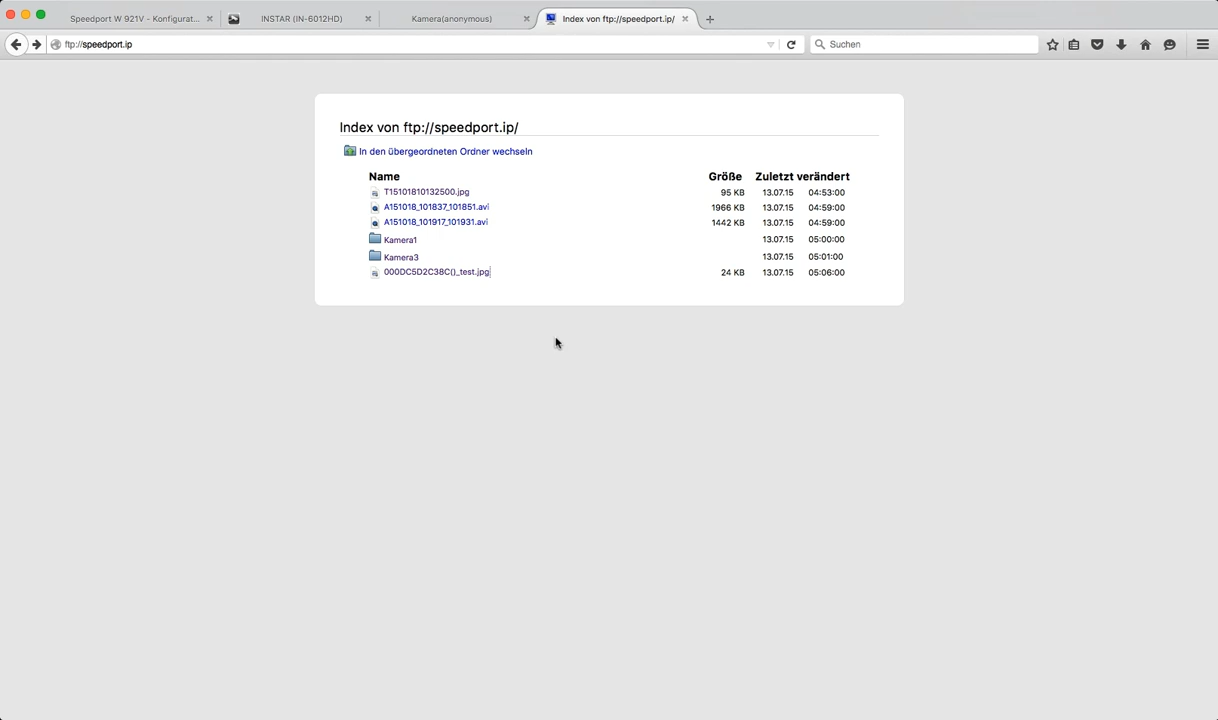 Speedport W 921V - Konfigurat...
INSTAR (IN-6012HD)
Kamera(anonymous)
Index von ftp://speedport.ip/
ftp://speedport.ip
Suchen
Index von ftp://speedport.ip/
In den übergeordneten Ordner wechseln
Name Größe Zuletzt verändert
T15101810132500.jpg 95 KB 13.07.15 04:53:00
A151018_101837_101851.avi 1966 KB 13.07.15 04:59:00
A151018_101917_101931.avi 1442 KB 13.07.15 04:59:00
Kamera1 13.07.15 05:00:00
Kamera3 13.07.15 05:01:00
000DC5D2C38C()_test.jpg 24 KB 13.07.15 05:06:00